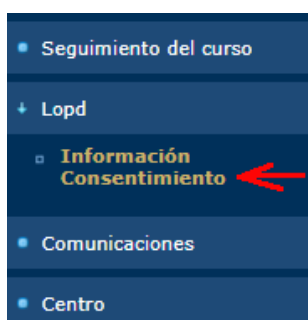 Seguimiento del curso
Lopd
Información
Consentimiento
Comunicaciones
Centro